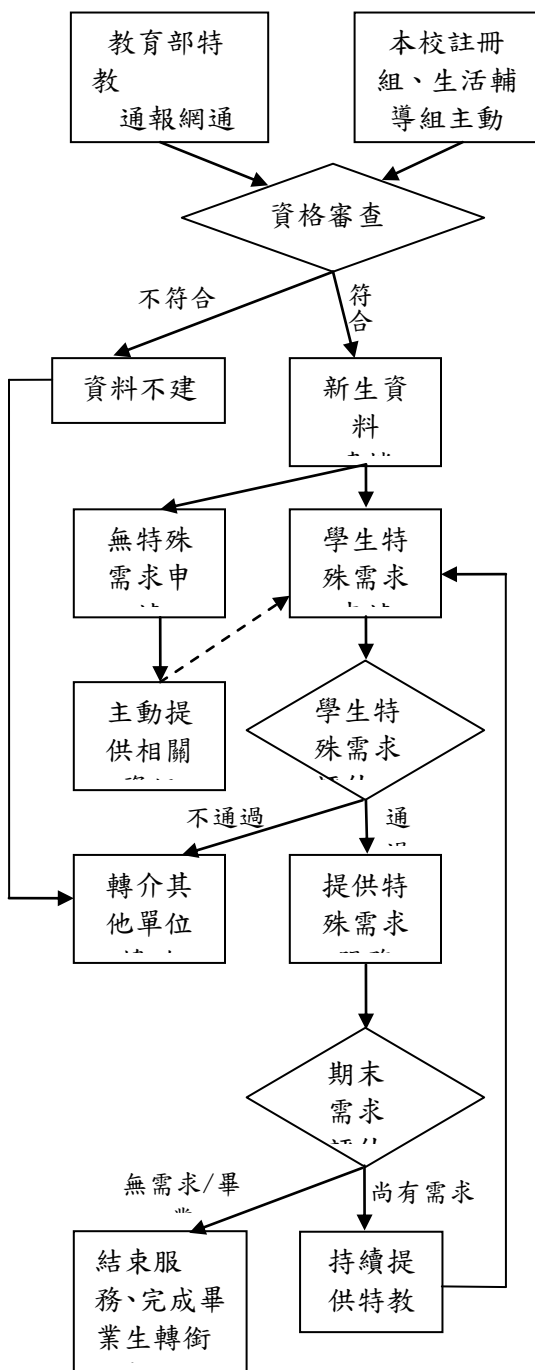 教育部特
教
通報網通
本校註冊
組、生活輔
導組主動
資格審查
不符合
符
合
資料不建
新生資
料
無特殊
需求申
學生特
殊需求
主動提
供相關
學生特
殊需求
不通過
通
轉介其
他單位
提供特
殊需求
期末
需求
無需求/畢
尚有需求
結束服
務、完成畢
業生轉銜
持續提
供特教